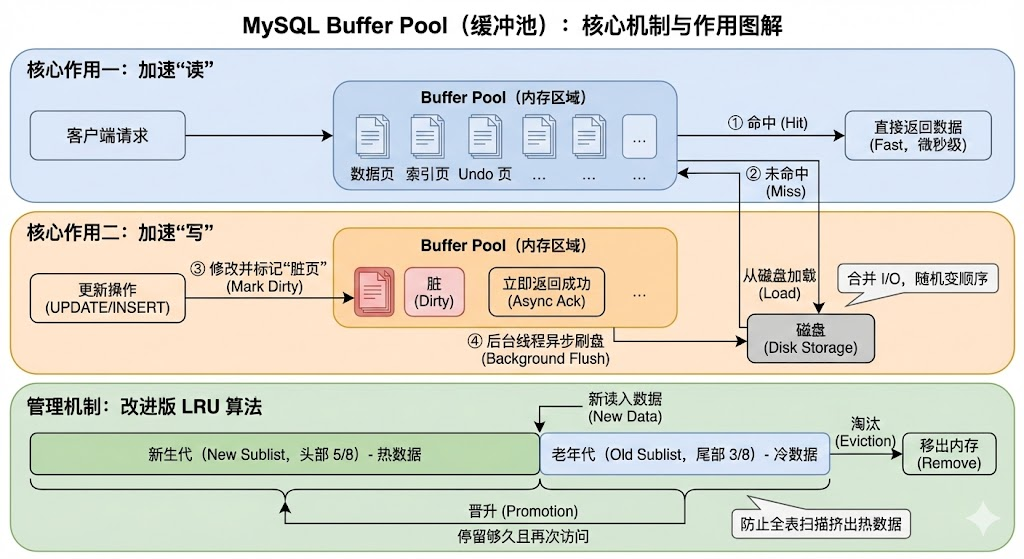 MySQL Buffer Pool（缓冲池）：核心机制与作用图解
核心作用一：加速“读”
客户端请求
Buffer Pool（内存区域）
数据页
索引页
Undo 页
...
...
...
...
① 命中 (Hit)
直接返回数据
(Fast，微秒级)
② 未命中
(Miss)
核心作用二：加速“写”
更新操作
(UPDATE/INSERT)
③ 修改并标记“脏页”
(Mark Dirty)
Buffer Pool（内存区域）
脏
(Dirty)
立即返回成功
(Async Ack)
...
④ 后台线程异步刷盘
(Background Flush)
从磁盘加载
(Load)
合并 I/O，随机变顺序
磁盘
(Disk Storage)
管理机制：改进版 LRU 算法
新读入数据
(New Data)
新生代（New Sublist，头部 5/8）- 热数据
老年代（Old Sublist，尾部 3/8）- 冷数据
淘汰
(Eviction)
移出内存
(Remove)
晋升 (Promotion)
停留够久且再次访问
防止全表扫描挤出热数据